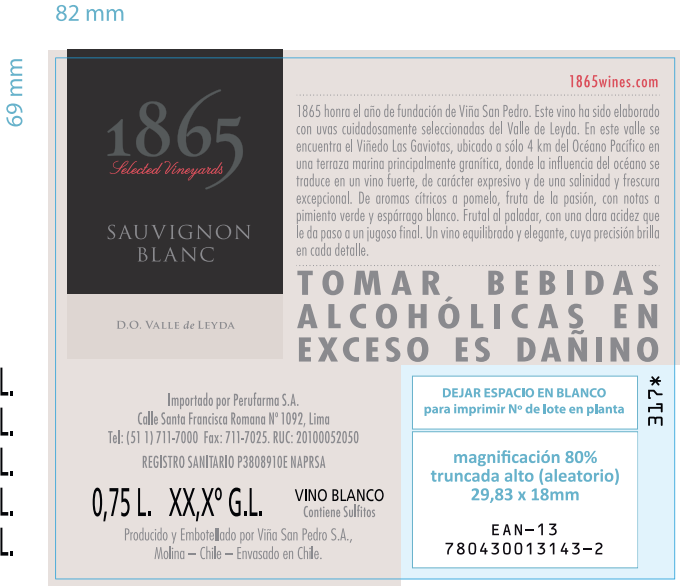 82 mm
69 mm
1865
Selected Vineyards
SAUVIGNON
BLANC
D.O. VALLE de LEYDA
1865wines.com
1865 honra el año de fundación de Viña San Pedro. Este vino ha sido elaborado
con uvas cuidadosamente seleccionadas del Valle de Leyda. En este valle se
encuentra el Viñedo Las Gaviotas, ubicado a sólo 4 km del Océano Pacífico en
una terraza marina principalmente granítica, donde la influencia del océano se
traduce en un vino fuerte, de carácter expresivo y de una salinidad y frescura
excepcional. De aromas cítricos a pomelo, fruta de la pasión, con notas a
pimiento verde y espárrago blanco. Frutal al paladar, con una clara acidez que
le da paso a un jugoso final. Un vino equilibrado y elegante, cuya precisión brilla
en cada detalle.
TOMAR BEBIDAS
ALCOHÓLICAS EN
EXCESO ES DAÑINO
L.
L.
L.
L.
L.
Importado por Perufarma S.A.
Calle Santa Francisca Romana Nº 1092, Lima
Tel: (51 1) 711-7000 Fax: 711-7025. RUC: 20100052050
REGISTRO SANITARIO P3808910E NAPRSA
0,75 L. XX,Xº G.L.
VINO BLANCO
Contiene Sulfitos
Producido y Embotellado por Viña San Pedro S.A.,
Molina – Chile – Envasado en Chile.
DEJAR ESPACIO EN BLANCO
para imprimir Nº de lote en planta
317*
magnificación 80%
truncada alto (aleatorio)
29,83 x 18mm
EAN-13
780430013143-2